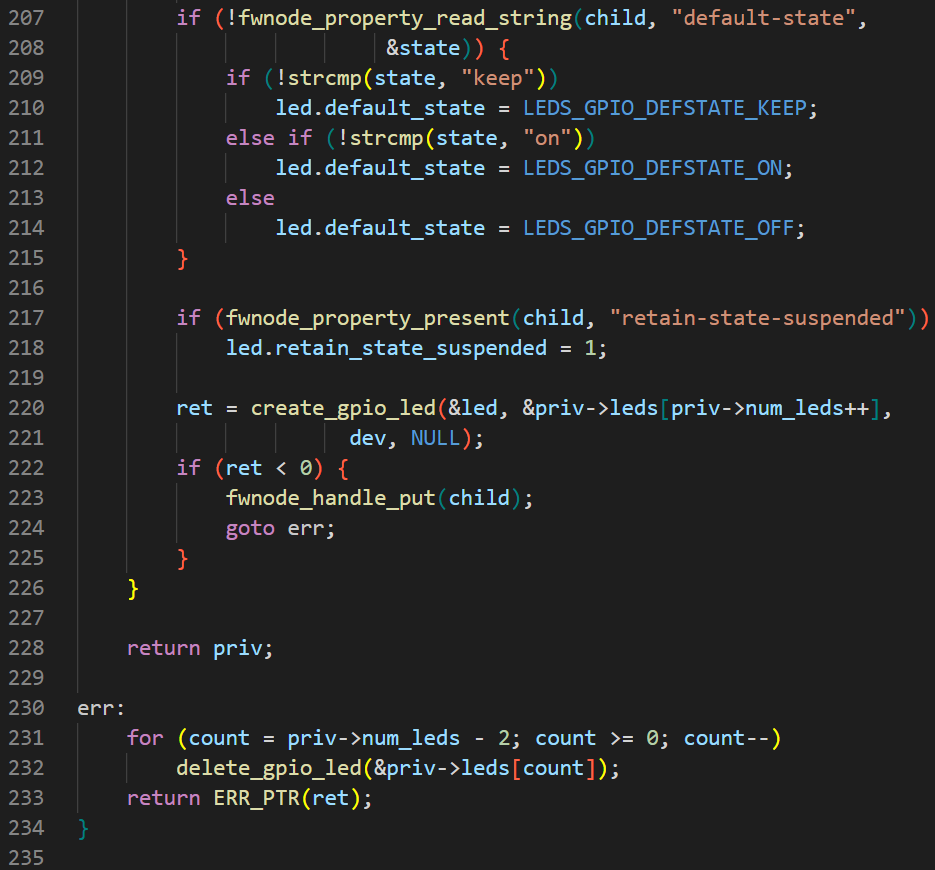 207 if (!fwnode_property_read_string(child, "default-state",
208 &state)) {
209 if (!strcmp(state, "keep"))
210 led.default_state = LEDS_GPIO_DEFSTATE_KEEP;
211 else if (!strcmp(state, "on"))
212 led.default_state = LEDS_GPIO_DEFSTATE_ON;
213 else
214 led.default_state = LEDS_GPIO_DEFSTATE_OFF;
215 }
216
217 if (fwnode_property_present(child, "retain-state-suspended"))
218 led.retain_state_suspended = 1;
219
220 ret = create_gpio_led(&led, &priv->leds[priv->num_leds++],
221 dev, NULL);
222 if (ret < 0) {
223 fwnode_handle_put(child);
224 goto err;
225 }
226 }
227
228 return priv;
229
230 err:
231 for (count = priv->num_leds - 2; count >= 0; count--)
232 delete_gpio_led(&priv->leds[count]);
233 return ERR_PTR(ret);
234 }
235